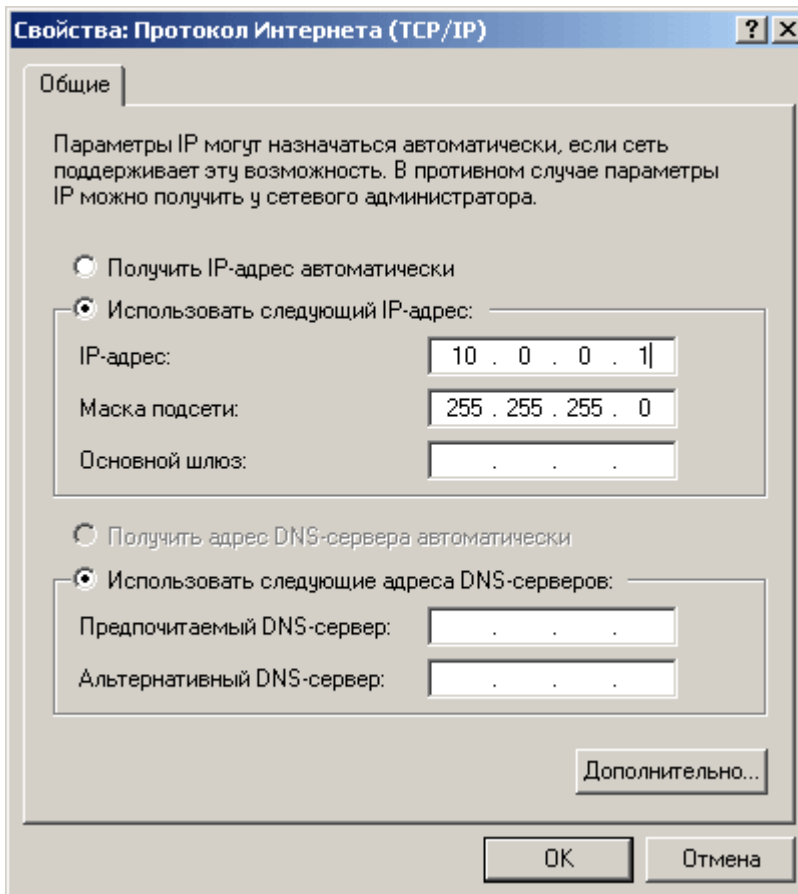 Свойства: Протокол Интернета (TCP/IP)
Общие
Параметры IP могут назначаться автоматически, если сеть
поддерживает эту возможность. В противном случае параметры
IP можно получить у сетевого администратора.
Получить IP-адрес автоматически
Использовать следующий IP-адрес:
IP-адрес: 10 . 0 . 0 . 1
Маска подсети: 255 . 255 . 255 . 0
Основной шлюз: . . .
Получить адрес DNS-сервера автоматически
Использовать следующие адреса DNS-серверов:
Предпочитаемый DNS-сервер: . . .
Альтернативный DNS-сервер: . . .
Дополнительно...
OK Отмена